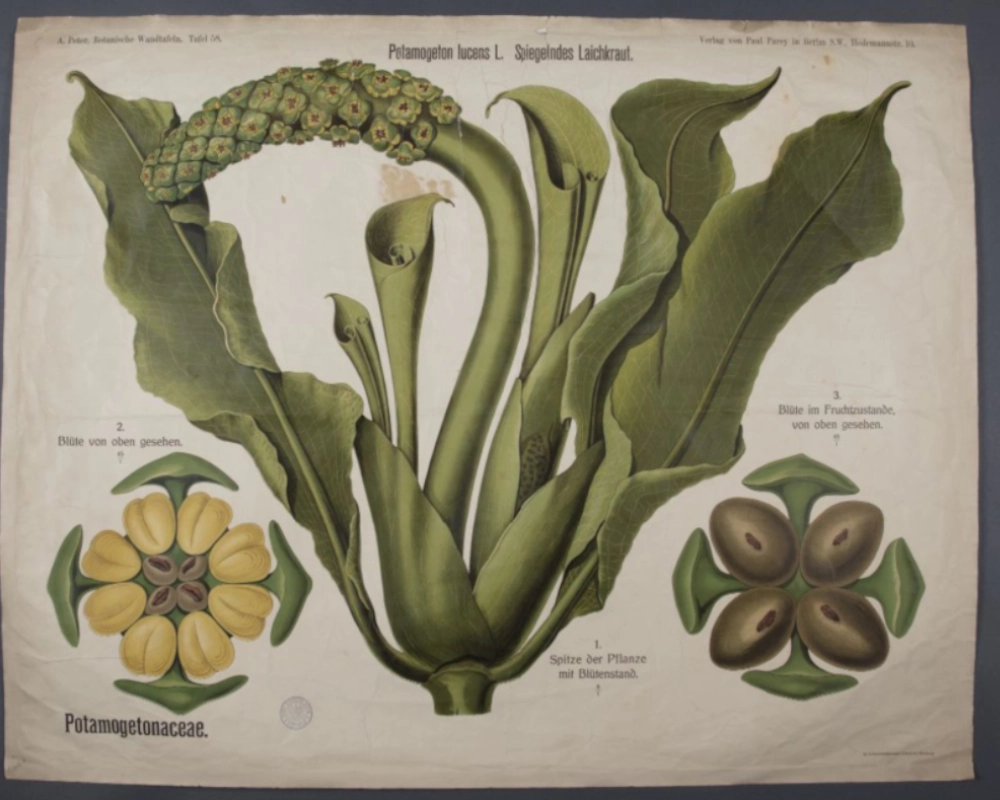 A. Peter, Botanische Wandtafeln. Tafel 58.
Verlag von Paul Parey in Berlin S.W., Hedemannstr. 10.
Potamogeton lucens L. Spiegelndes Laichkraut.
3.
Blüte im Fruchtzustande,
von oben gesehen.
2.
Blüte von oben gesehen.
1.
Spitze der Pflanze
mit Blütenstand.
Potamogetonaceae.